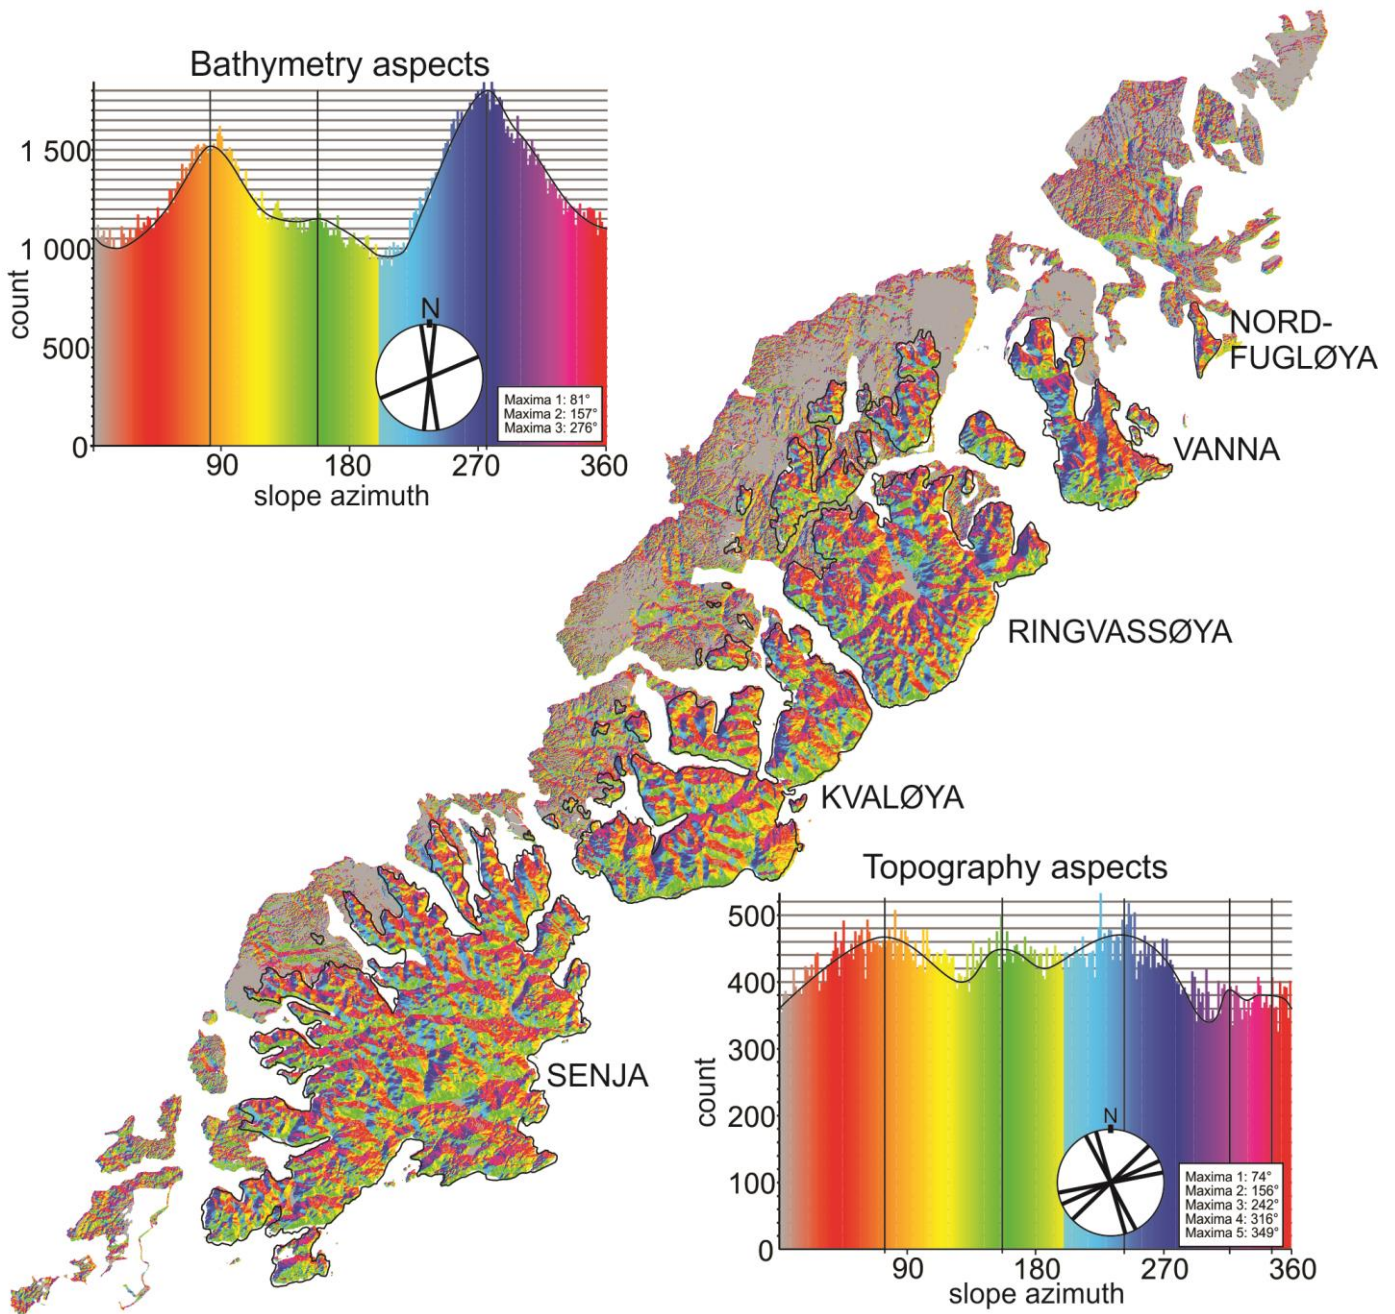 Bathymetry aspects
1 500
1 000
500
0
count
N
Maxima 1: 81°
Maxima 2: 157°
Maxima 3: 276°
90
180
270
360
slope azimuth
NORD-
FUGLØYA
VANNA
RINGVASSØYA
KVALØYA
SENJA
Topography aspects
500
400
300
200
100
0
count
N
Maxima 1: 74°
Maxima 2: 156°
Maxima 3: 242°
Maxima 4: 316°
Maxima 5: 349°
90
180
270
360
slope azimuth